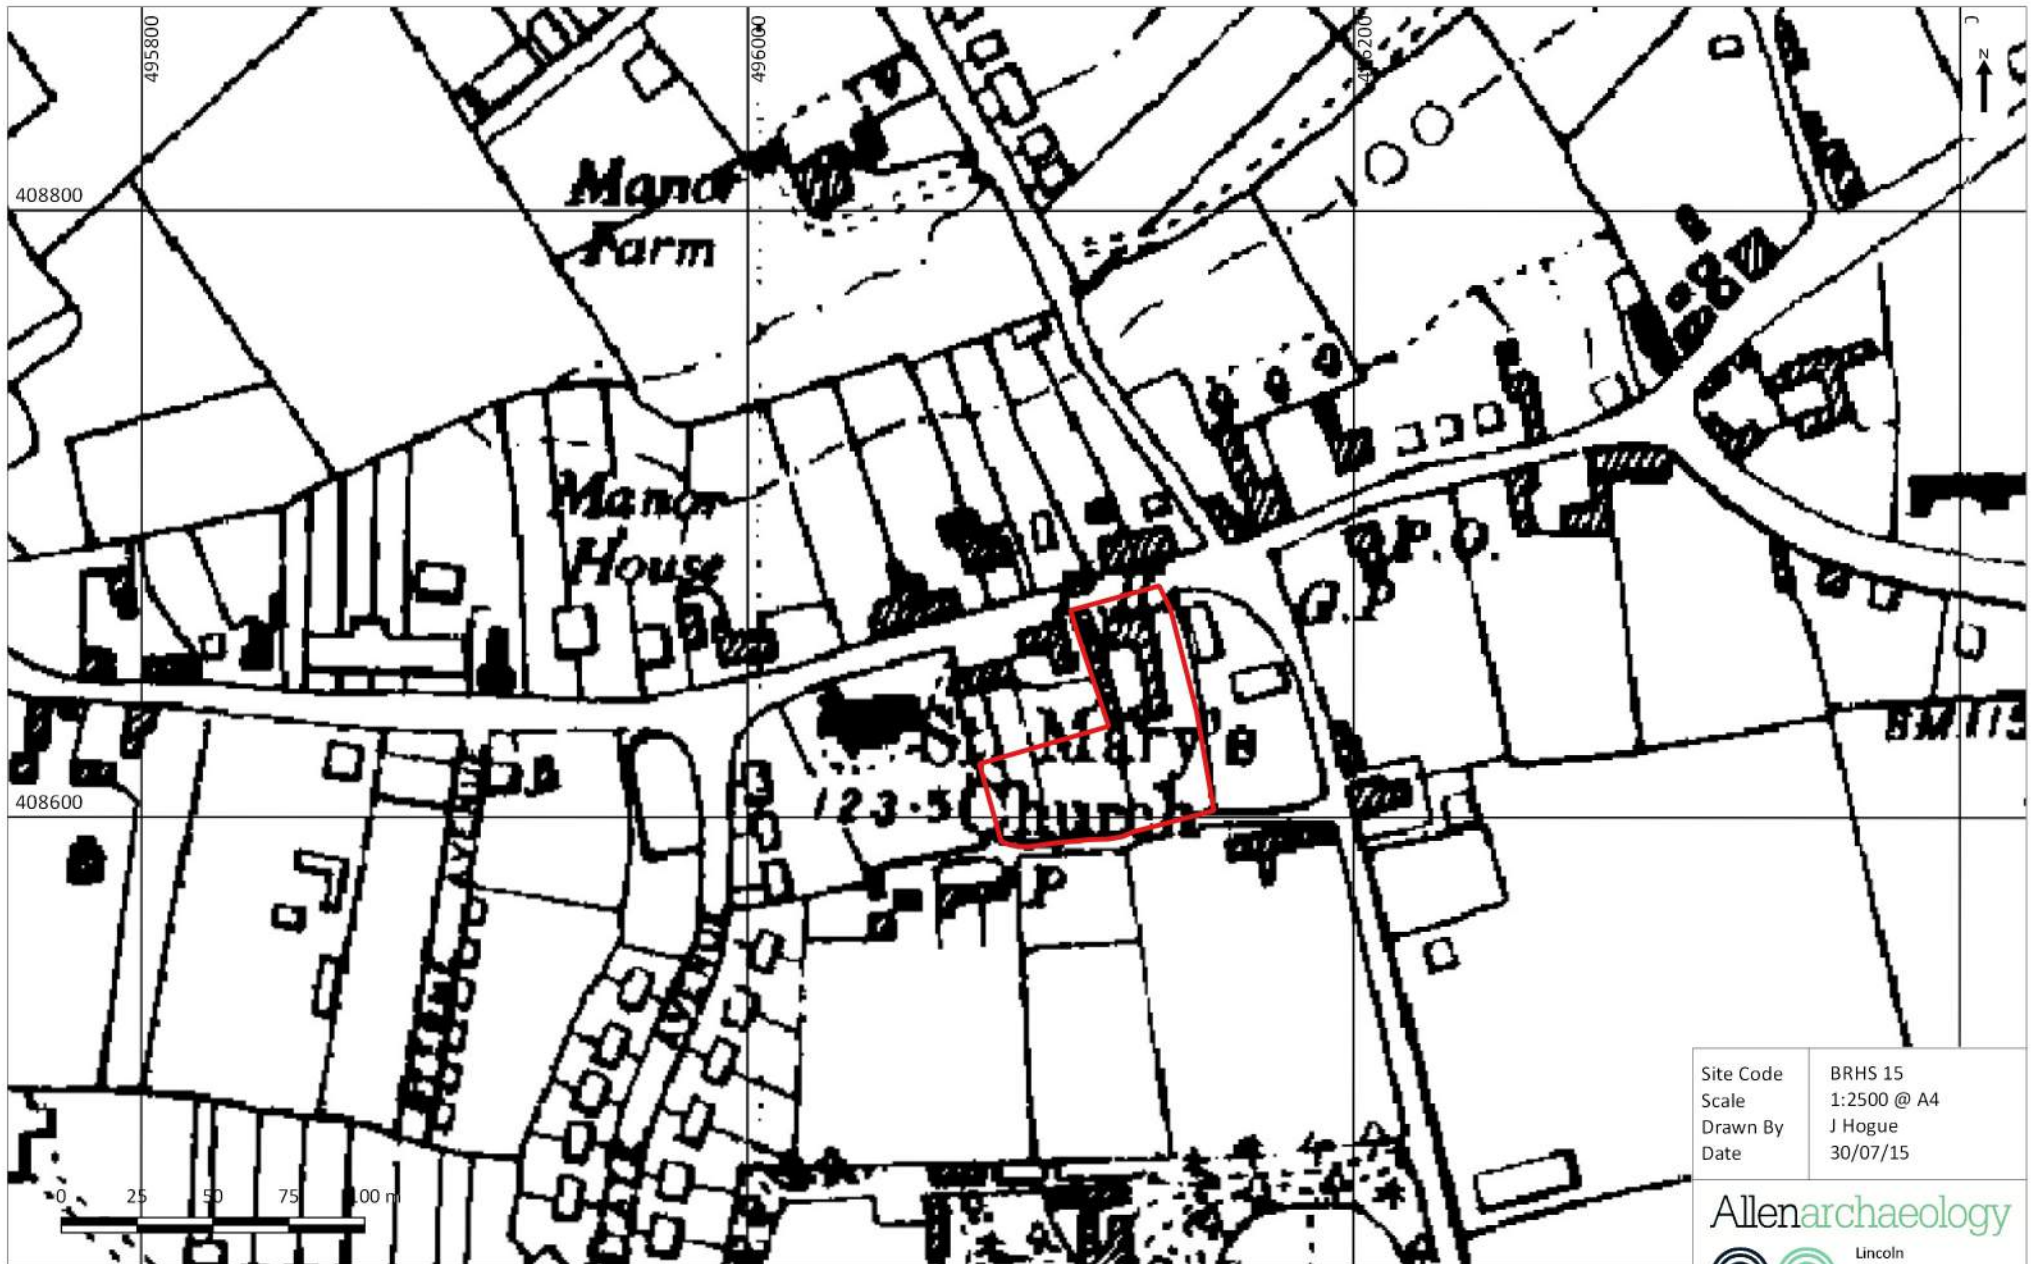 495800
496000
496200
N
408800
Manor
Farm
Manor
House
P.O.
G.P
St Mary's
Church
123·5
BM 115
408600
AVENUE
P
AVENUE
0 25 50 75 100 m
Site Code BRHS 15
Scale 1:2500 @ A4
Drawn By J Hogue
Date 30/07/15
Allenarchaeology
Lincoln